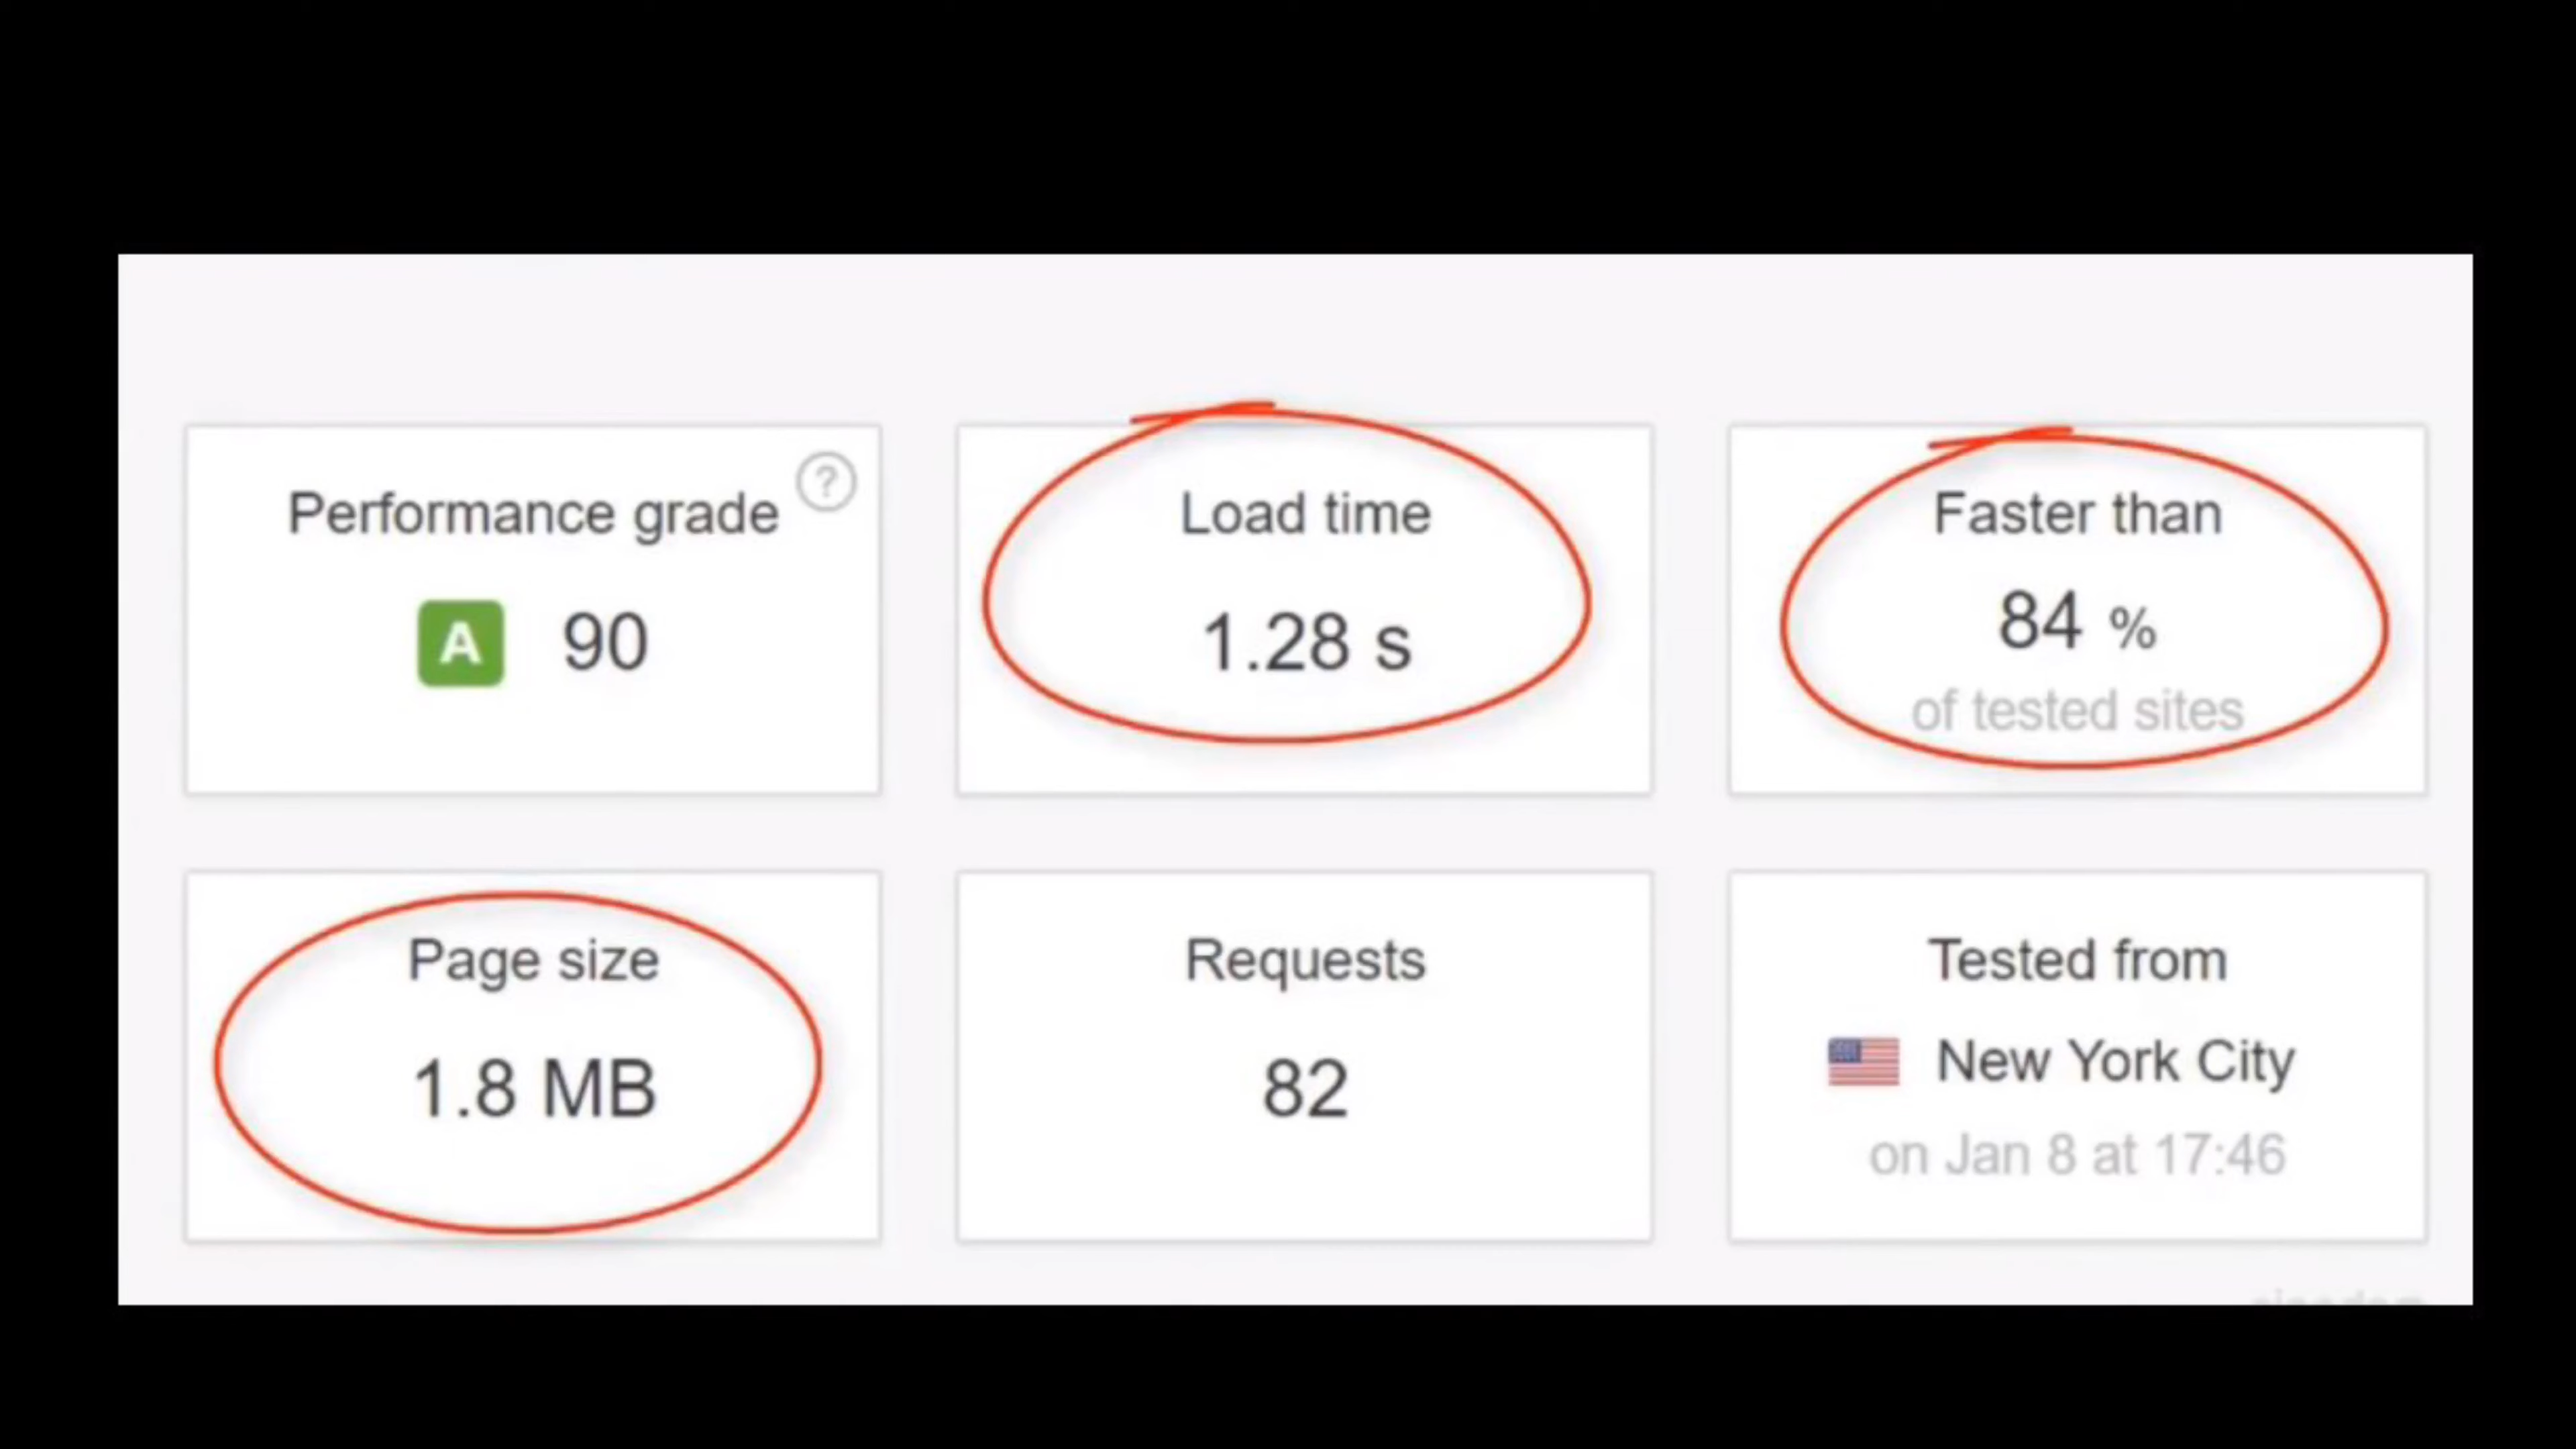 Performance grade ?
A 90
Load time
1.28 s
Faster than
84 %
of tested sites
Page size
1.8 MB
Requests
82
Tested from
New York City
on Jan 8 at 17:46